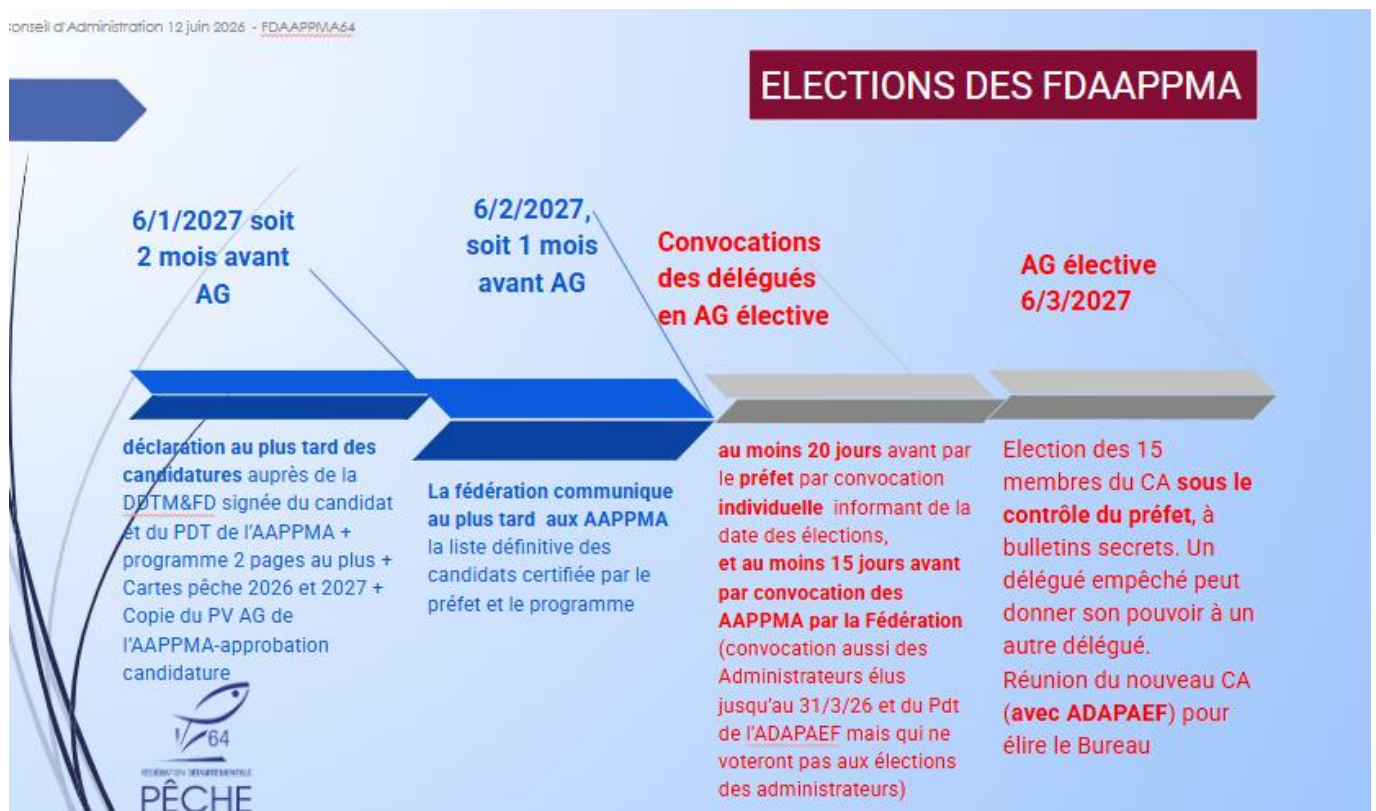 onseil d'Administration 12 juin 2026 - FDAAPPMA64
ELECTIONS DES FDAAPPMA
6/1/2027 soit
2 mois avant
AG
6/2/2027,
soit 1 mois
avant AG
Convocations
des délégués
en AG élective
AG élective
6/3/2027
déclaration au plus tard des
candidatures auprès de la
DDTM&FD signée du candidat
et du PDT de l'AAPPMA +
programme 2 pages au plus +
Cartes pêche 2026 et 2027 +
Copie du PV AG de
l'AAPPMA-approbation
candidature
La fédération communique
au plus tard aux AAPPMA
la liste définitive des
candidats certifiée par le
préfet et le programme
au moins 20 jours avant par
le préfet par convocation
individuelle informant de la
date des élections,
et au moins 15 jours avant
par convocation des
AAPPMA par la Fédération
(convocation aussi des
Administrateurs élus
jusqu'au 31/3/26 et du Pdt
de l'ADAPAEF mais qui ne
voteront pas aux élections
des administrateurs)
Election des 15
membres du CA sous le
contrôle du préfet, à
bulletins secrets. Un
délégué empêché peut
donner son pouvoir à un
autre délégué.
Réunion du nouveau CA
(avec ADAPAEF) pour
élire le Bureau
64
FÉDÉRATION DÉPARTEMENTALE
PÊCHE